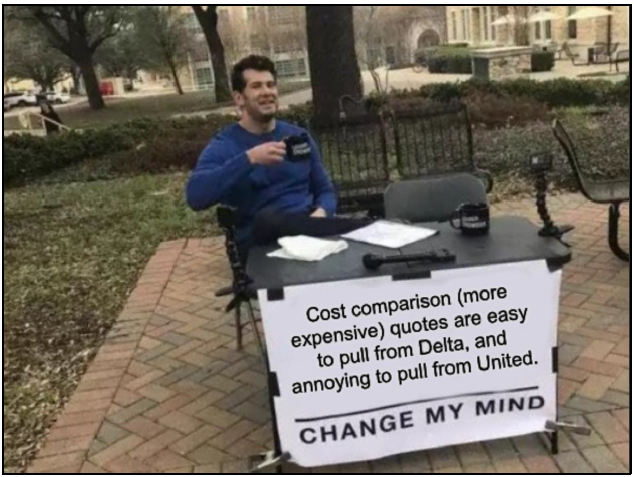 Cost comparison (more
expensive) quotes are easy
to pull from Delta, and
annoying to pull from United.
CHANGE MY MIND